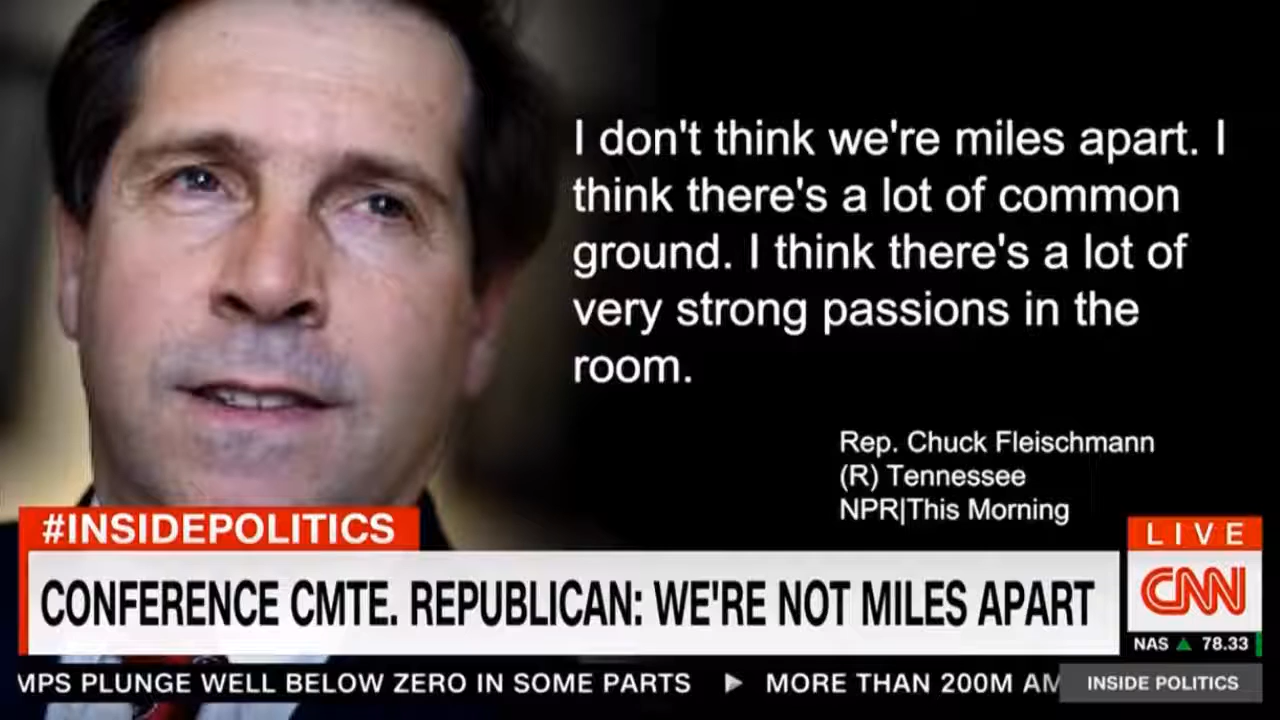 I don't think we're miles apart. I
think there's a lot of common
ground. I think there's a lot of
very strong passions in the
room.
Rep. Chuck Fleischmann
(R) Tennessee
NPR|This Morning
#INSIDEPOLITICS
LIVE
CONFERENCE CMTE. REPUBLICAN: WE'RE NOT MILES APART
CNN
NAS ▲ 78.33
MPS PLUNGE WELL BELOW ZERO IN SOME PARTS ▶ MORE THAN 200M AM
INSIDE POLITICS